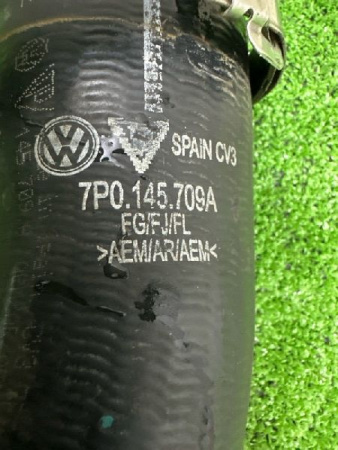 SPAIN CV3
7P0.145.709A
FG/FJ/FL
>AEM/AR/AEM<